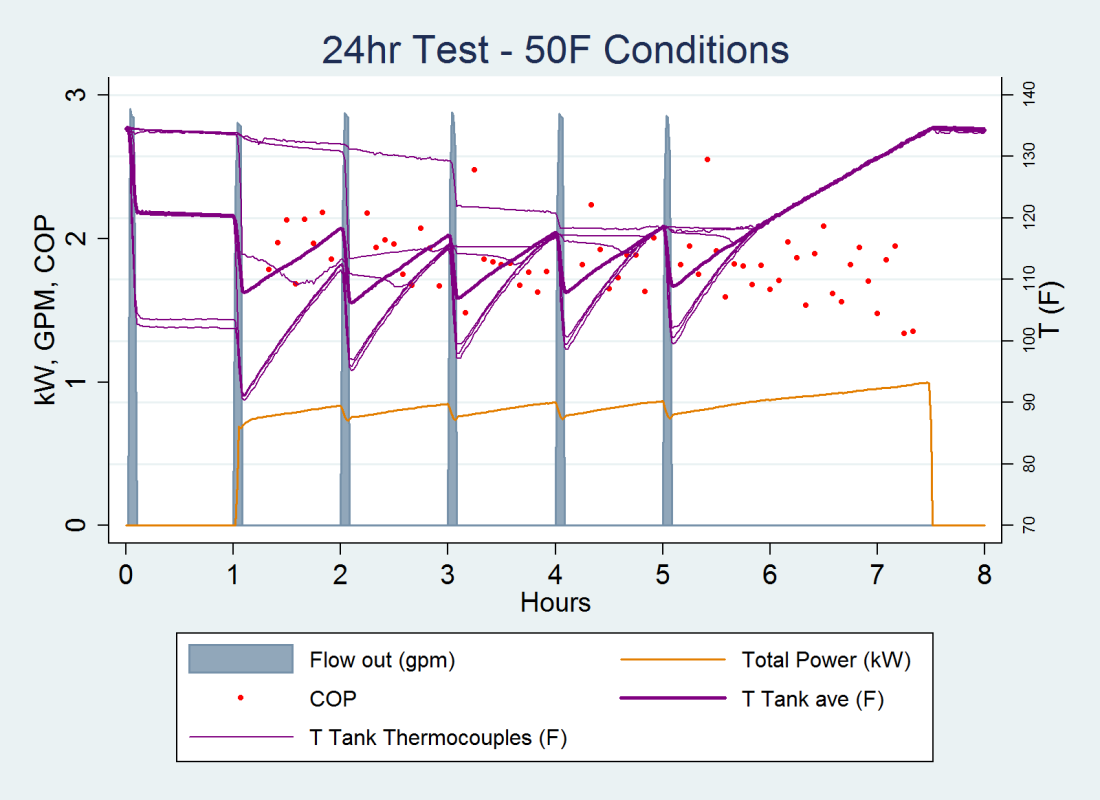 24hr Test - 50F Conditions
3
2
1
0
kW, GPM, COP
140
130
120
110
100
90
80
70
T (F)
0 1 2 3 4 5 6 7 8
Hours
Flow out (gpm) Total Power (kW)
COP T Tank ave (F)
T Tank Thermocouples (F)